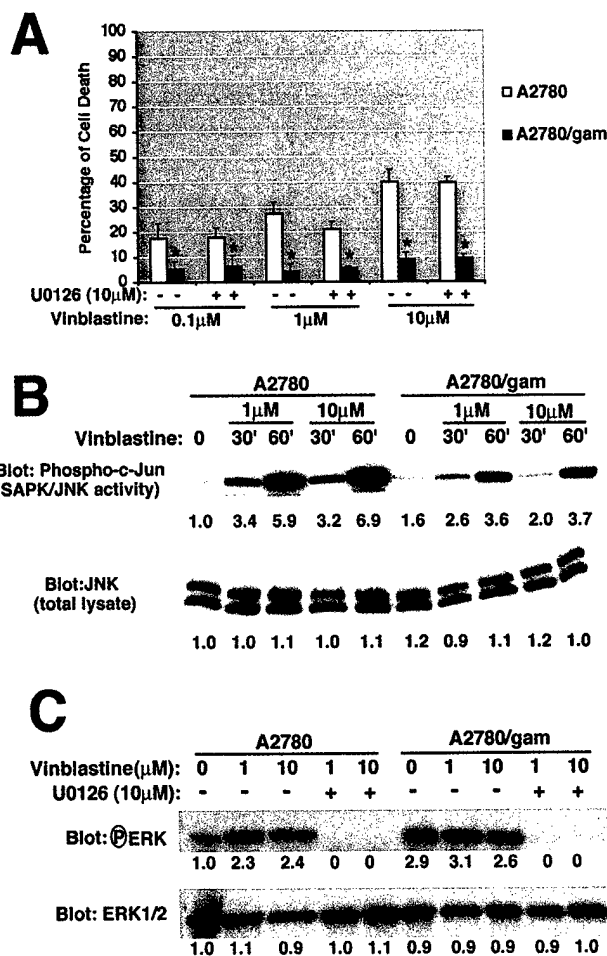 A
Percentage of Cell Death
100
90
80
70
60
50
40
30
20
10
0
A2780
A2780/gam
* * * * * *
U0126 (10µM): - - + + - - + + - - + +
Vinblastine: 0.1µM 1µM 10µM
B
A2780 A2780/gam
1µM 10µM 1µM 10µM
Vinblastine: 0 30' 60' 30' 60' 0 30' 60' 30' 60'
Blot: Phospho-c-Jun
SAPK/JNK activity)
1.0 3.4 5.9 3.2 6.9 1.6 2.6 3.6 2.0 3.7
Blot:JNK
(total lysate)
1.0 1.0 1.1 1.0 1.1 1.2 0.9 1.1 1.2 1.0
C
A2780 A2780/gam
Vinblastine(µM): 0 1 10 1 10 0 1 10 1 10
U0126 (10µM): - - - + + - - - + +
Blot: ⓅERK
1.0 2.3 2.4 0 0 2.9 3.1 2.6 0 0
Blot: ERK1/2
1.0 1.1 0.9 1.0 1.1 0.9 0.9 0.9 0.9 1.0